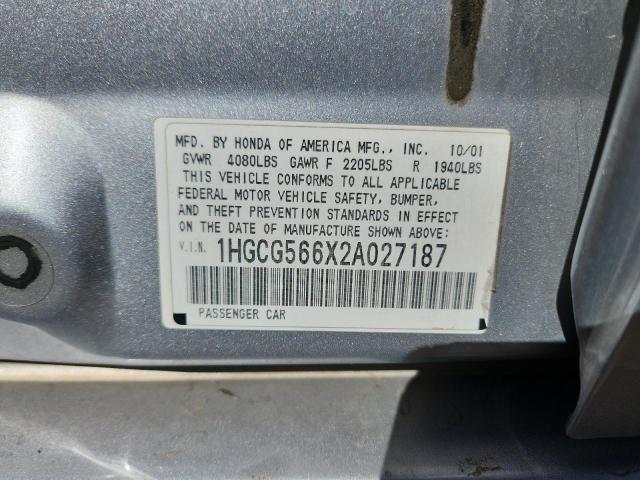 MFD. BY HONDA OF AMERICA MFG., INC. 10/01
GVWR 4080LBS GAWR F 2205LBS R 1940LBS
THIS VEHICLE CONFORMS TO ALL APPLICABLE
FEDERAL MOTOR VEHICLE SAFETY, BUMPER,
AND THEFT PREVENTION STANDARDS IN EFFECT
ON THE DATE OF MANUFACTURE SHOWN ABOVE:
V.I.N. 1HGCG566X2A027187
PASSENGER CAR